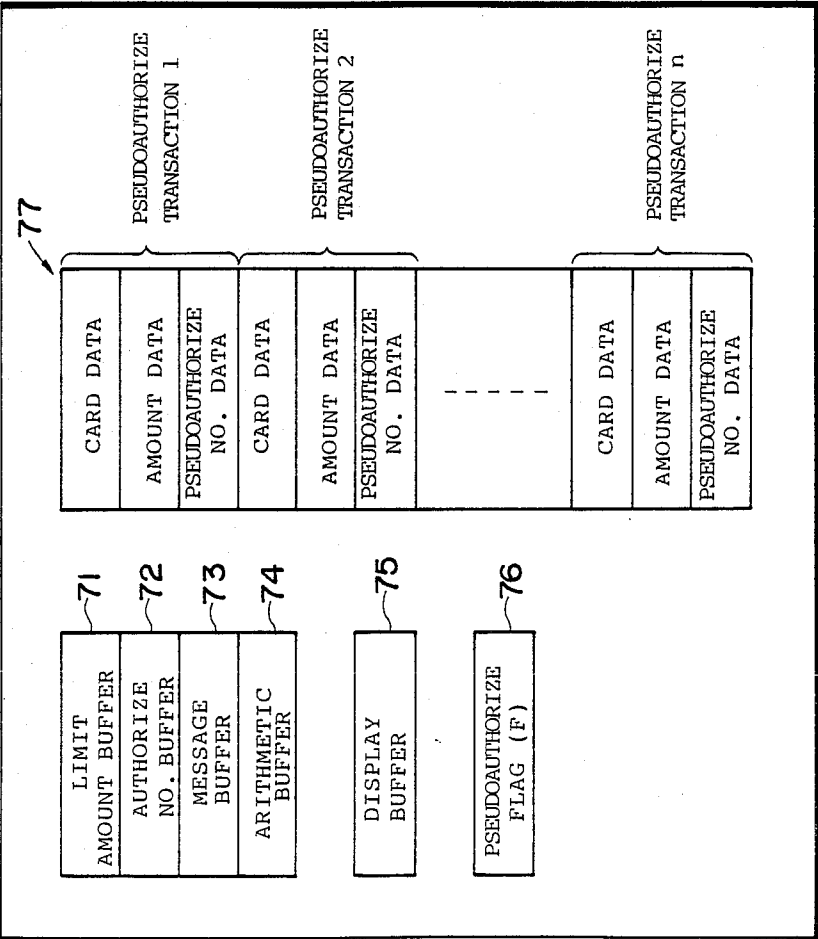 71
LIMIT
AMOUNT BUFFER
72
AUTHORIZE
NO. BUFFER
73
MESSAGE
BUFFER
74
ARITHMETIC
BUFFER
75
DISPLAY
BUFFER
76
PSEUDOAUTHORIZE
FLAG (F)
77
CARD DATA
AMOUNT DATA
PSEUDOAUTHORIZE
NO. DATA
PSEUDOAUTHORIZE
TRANSACTION 1
CARD DATA
AMOUNT DATA
PSEUDOAUTHORIZE
NO. DATA
PSEUDOAUTHORIZE
TRANSACTION 2
CARD DATA
AMOUNT DATA
PSEUDOAUTHORIZE
NO. DATA
PSEUDOAUTHORIZE
TRANSACTION n